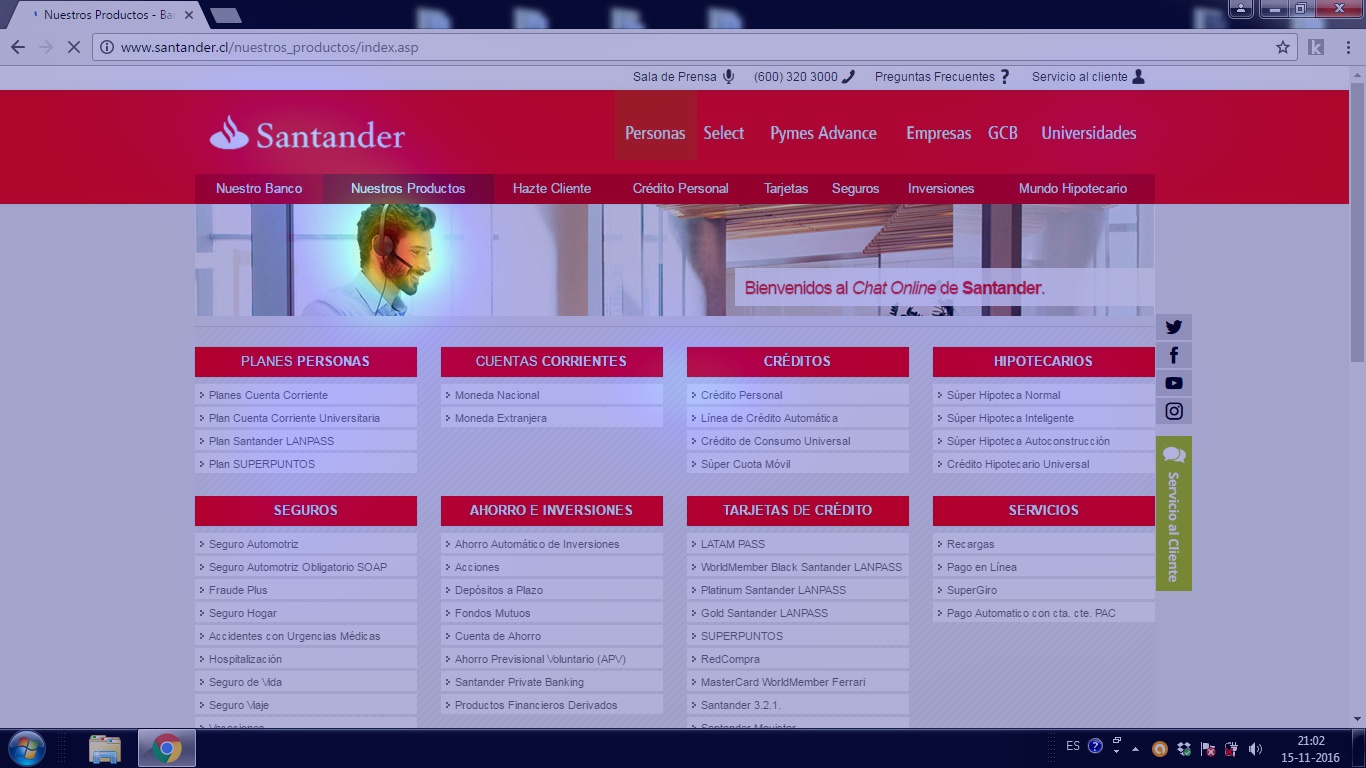 Nuestros Productos - Ba
www.santander.cl/nuestros_productos/index.asp
Sala de Prensa (600) 320 3000 Preguntas Frecuentes Servicio al cliente
Santander
Personas Select Pymes Advance Empresas GCB Universidades
Nuestro Banco Nuestros Productos Hazte Cliente Crédito Personal Tarjetas Seguros Inversiones Mundo Hipotecario
Bienvenidos al Chat Online de Santander.
PLANES PERSONAS
Planes Cuenta Corriente
Plan Cuenta Corriente Universitaria
Plan Santander LANPASS
Plan SUPERPUNTOS
CUENTAS CORRIENTES
Moneda Nacional
Moneda Extranjera
CRÉDITOS
Crédito Personal
Línea de Crédito Automática
Crédito de Consumo Universal
Súper Cuota Móvil
HIPOTECARIOS
Súper Hipoteca Normal
Súper Hipoteca Inteligente
Súper Hipoteca Autoconstrucción
Crédito Hipotecario Universal
Servicio al Cliente
SEGUROS
Seguro Automotriz
Seguro Automotriz Obligatorio SOAP
Fraude Plus
Seguro Hogar
Accidentes con Urgencias Médicas
Hospitalización
Seguro de Vida
Seguro Viaje
Vacaciones
AHORRO E INVERSIONES
Ahorro Automático de Inversiones
Acciones
Depósitos a Plazo
Fondos Mutuos
Cuenta de Ahorro
Ahorro Previsional Voluntario (APV)
Santander Private Banking
Productos Financieros Derivados
TARJETAS DE CRÉDITO
LATAM PASS
WorldMember Black Santander LANPASS
Platinum Santander LANPASS
Gold Santander LANPASS
SUPERPUNTOS
RedCompra
MasterCard WorldMember Ferrari
Santander 3.2.1.
Santander Movistar
SERVICIOS
Recargas
Pago en Línea
SuperGiro
Pago Automatico con cta. cte. PAC
ES
21:02
15-11-2016